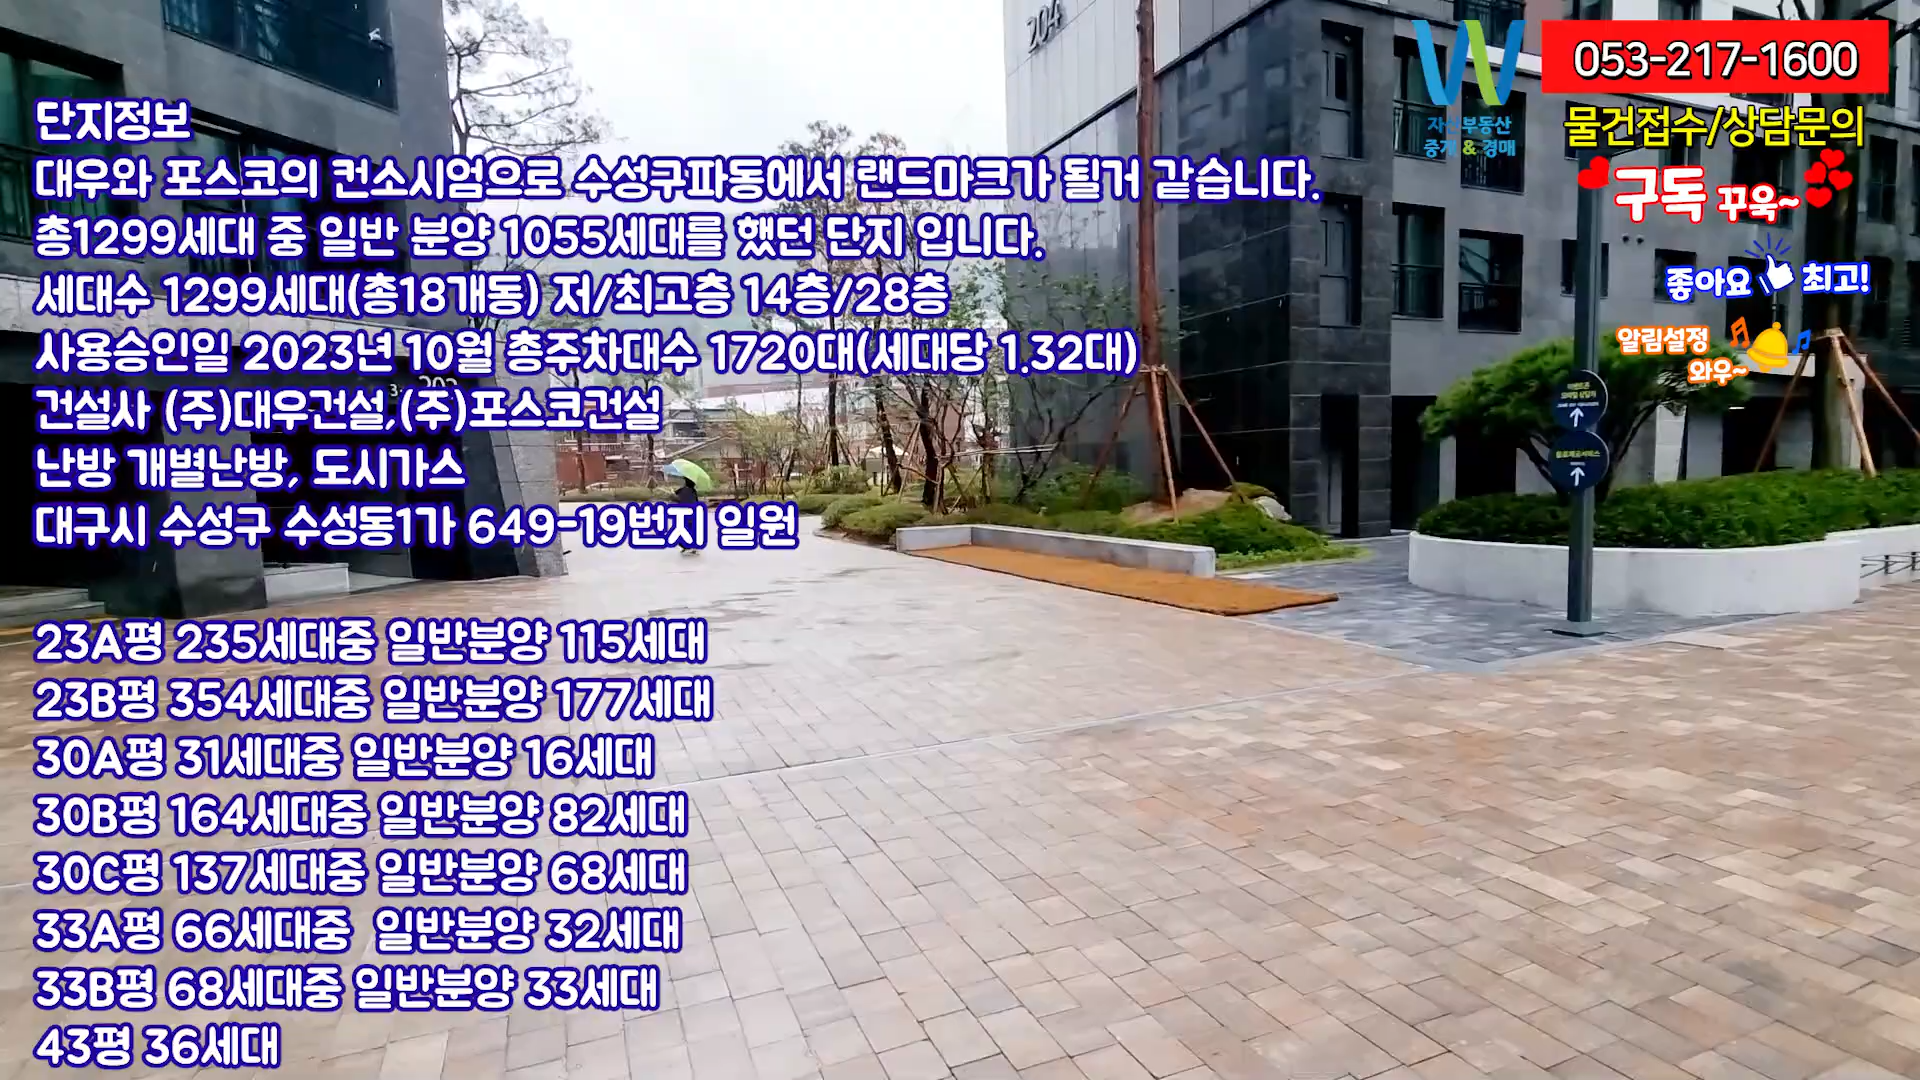 단지정보
대우와 포스코의 컨소시엄으로 수성구파동에서 랜드마크가 될거 같습니다.
총1299세대 중 일반 분양 1055세대를 했던 단지 입니다.
세대수 1299세대(총18개동) 저/최고층 14층/28층
사용승인일 2023년 10월 총주차대수 1720대(세대당 1.32대)
건설사 (주)대우건설,(주)포스코건설
난방 개별난방, 도시가스
대구시 수성구 수성동1가 649-19번지 일원
23A평 235세대중 일반분양 115세대
23B평 354세대중 일반분양 177세대
30A평 31세대중 일반분양 16세대
30B평 164세대중 일반분양 82세대
30C평 137세대중 일반분양 68세대
33A평 66세대중 일반분양 32세대
33B평 68세대중 일반분양 33세대
43평 36세대
204
053-217-1600
물건접수/상담문의
자산부동산
중개 & 경매
구독 꾸욱~
좋아요 최고!
알림설정
와우~